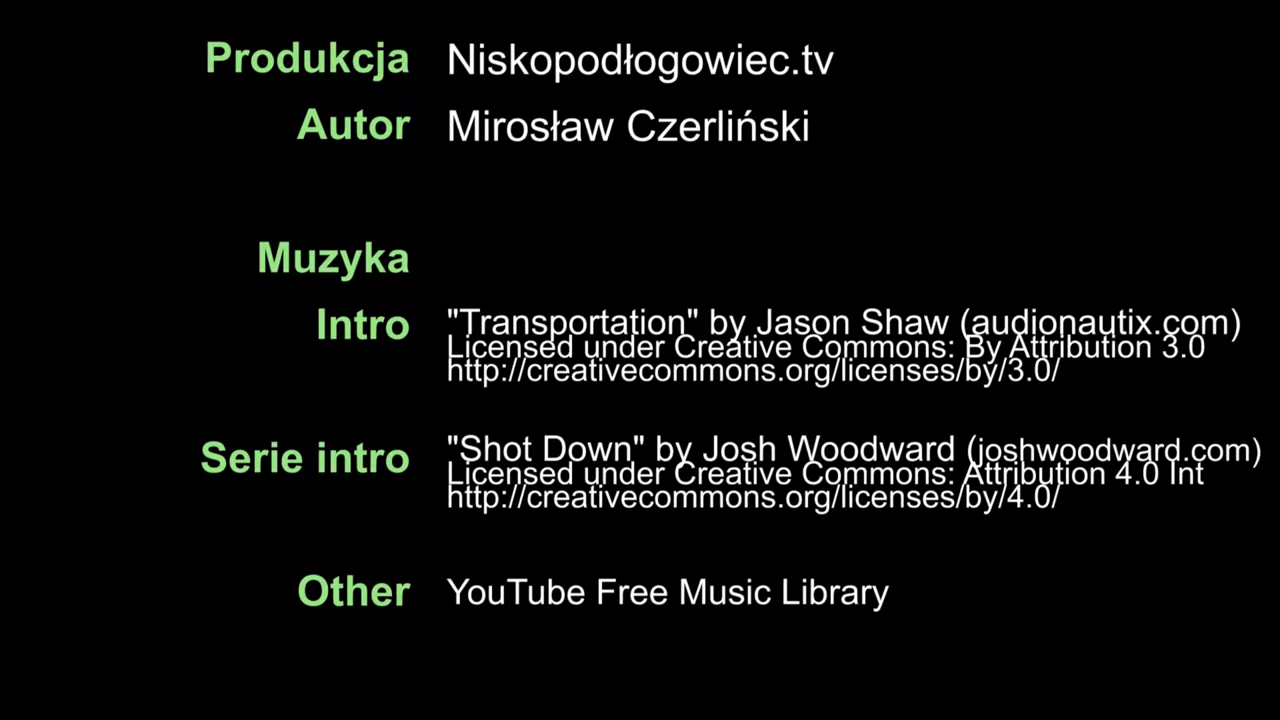 Produkcja Niskopodłogowiec.tv
Autor Mirosław Czerliński
Muzyka
Intro "Transportation" by Jason Shaw (audionautix.com)
Licensed under Creative Commons: By Attribution 3.0
http://creativecommons.org/licenses/by/3.0/
Serie intro "Shot Down" by Josh Woodward (joshwoodward.com)
Licensed under Creative Commons: Attribution 4.0 Int
http://creativecommons.org/licenses/by/4.0/
Other YouTube Free Music Library